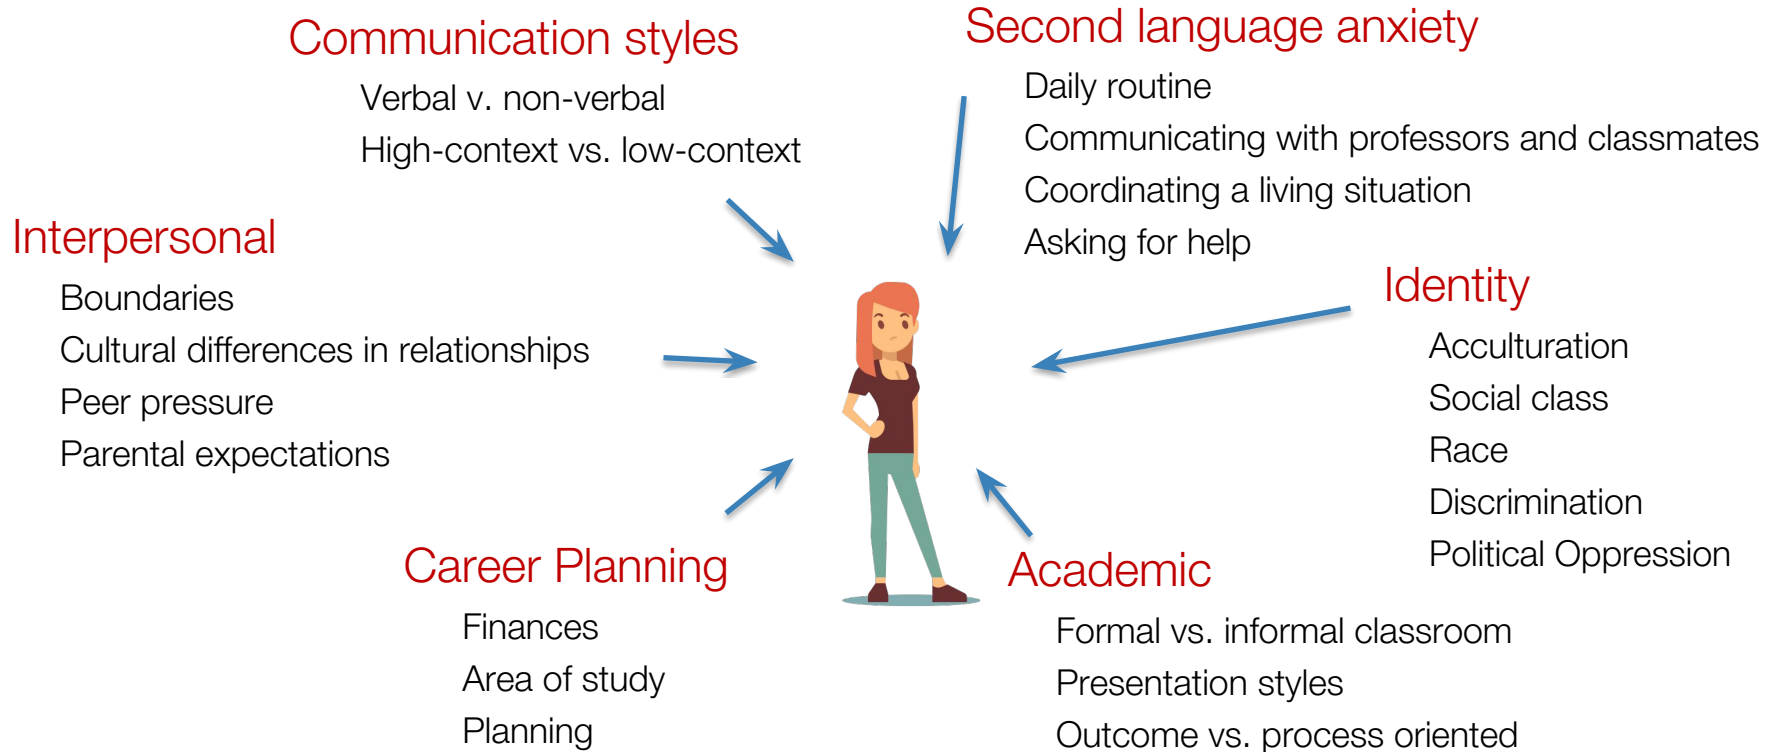 Communication styles
Verbal v. non-verbal
High-context vs. low-context
Second language anxiety
Daily routine
Communicating with professors and classmates
Coordinating a living situation
Asking for help
Interpersonal
Boundaries
Cultural differences in relationships
Peer pressure
Parental expectations
Identity
Acculturation
Social class
Race
Discrimination
Political Oppression
Career Planning
Finances
Area of study
Planning
Academic
Formal vs. informal classroom
Presentation styles
Outcome vs. process oriented